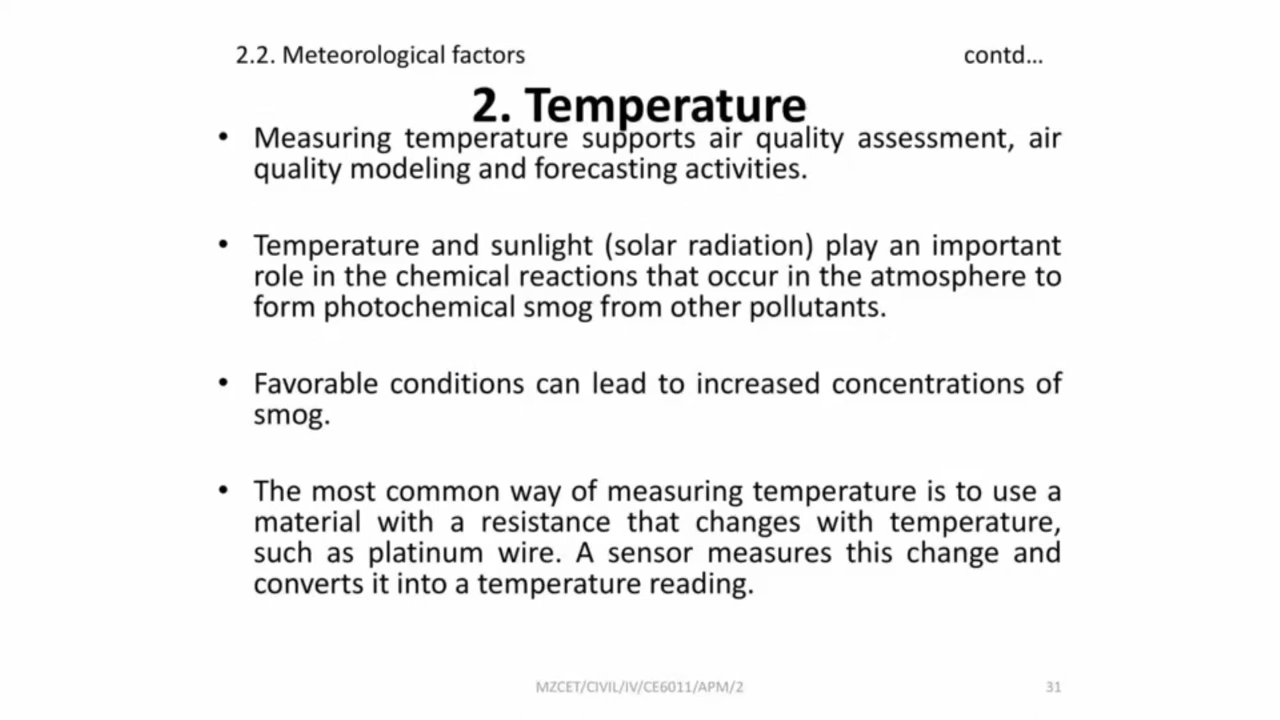 2.2. Meteorological factors contd...
2. Temperature
• Measuring temperature supports air quality assessment, air
quality modeling and forecasting activities.
• Temperature and sunlight (solar radiation) play an important
role in the chemical reactions that occur in the atmosphere to
form photochemical smog from other pollutants.
• Favorable conditions can lead to increased concentrations of
smog.
• The most common way of measuring temperature is to use a
material with a resistance that changes with temperature,
such as platinum wire. A sensor measures this change and
converts it into a temperature reading.
MZCET/CIVIL/IV/CE6011/APM/2 31